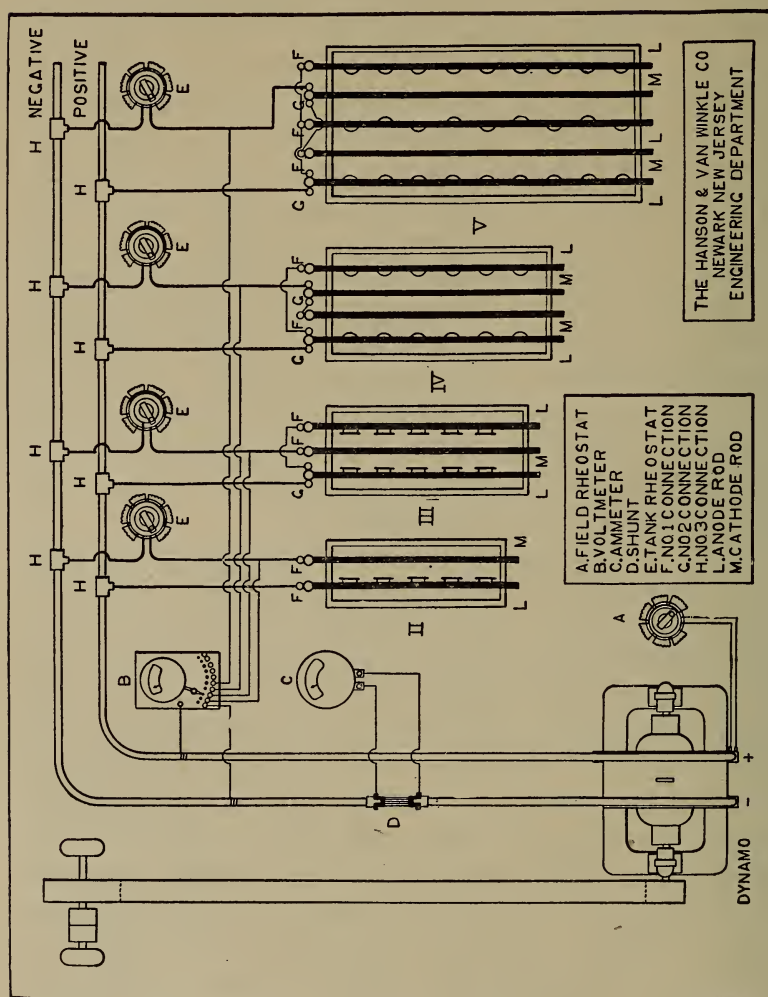 H H H H NEGATIVE
H H H H POSITIVE
B
E E E E
C
F F
G F F
G F G F
G F F G F
D
II
III
IV
V
L M
L M L
L M M L
L M L M L
A
A.FIELD RHEOSTAT
B.VOLTMETER
C.AMMETER
D.SHUNT
E.TANK RHEOSTAT
F.NO1 CONNECTION
G.NO2 CONNECTION
H.NO3 CONNECTION
L.ANODE ROD
M.CATHODE ROD
THE HANSON & VAN WINKLE CO
NEWARK NEW JERSEY
ENGINEERING DEPARTMENT
- +
DYNAMO